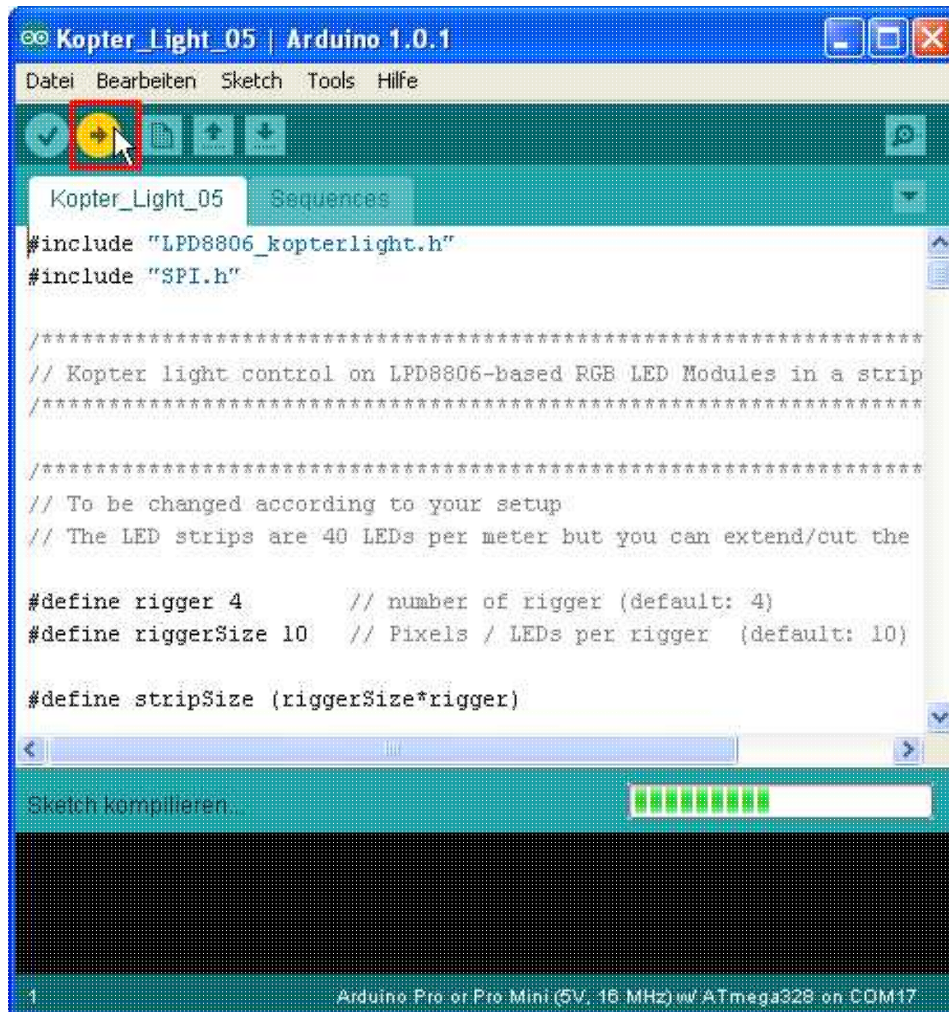 Kopter_Light_05 | Arduino 1.0.1
Datei Bearbeiten Sketch Tools Hilfe
Kopter_Light_05 Sequences
#include "LPD8806_kopterlight.h"
#include "SPI.h"
/*******************************************************************
// Kopter light control on LPD8806-based RGB LED Modules in a strip
/*******************************************************************
/*******************************************************************
// To be changed according to your setup
// The LED strips are 40 LEDs per meter but you can extend/cut the
#define rigger 4 // number of rigger (default: 4)
#define riggerSize 10 // Pixels / LEDs per rigger (default: 10)
#define stripSize (riggerSize*rigger)
Sketch kompilieren...
1 Arduino Pro or Pro Mini (5V, 16 MHz) w/ ATmega328 on COM17